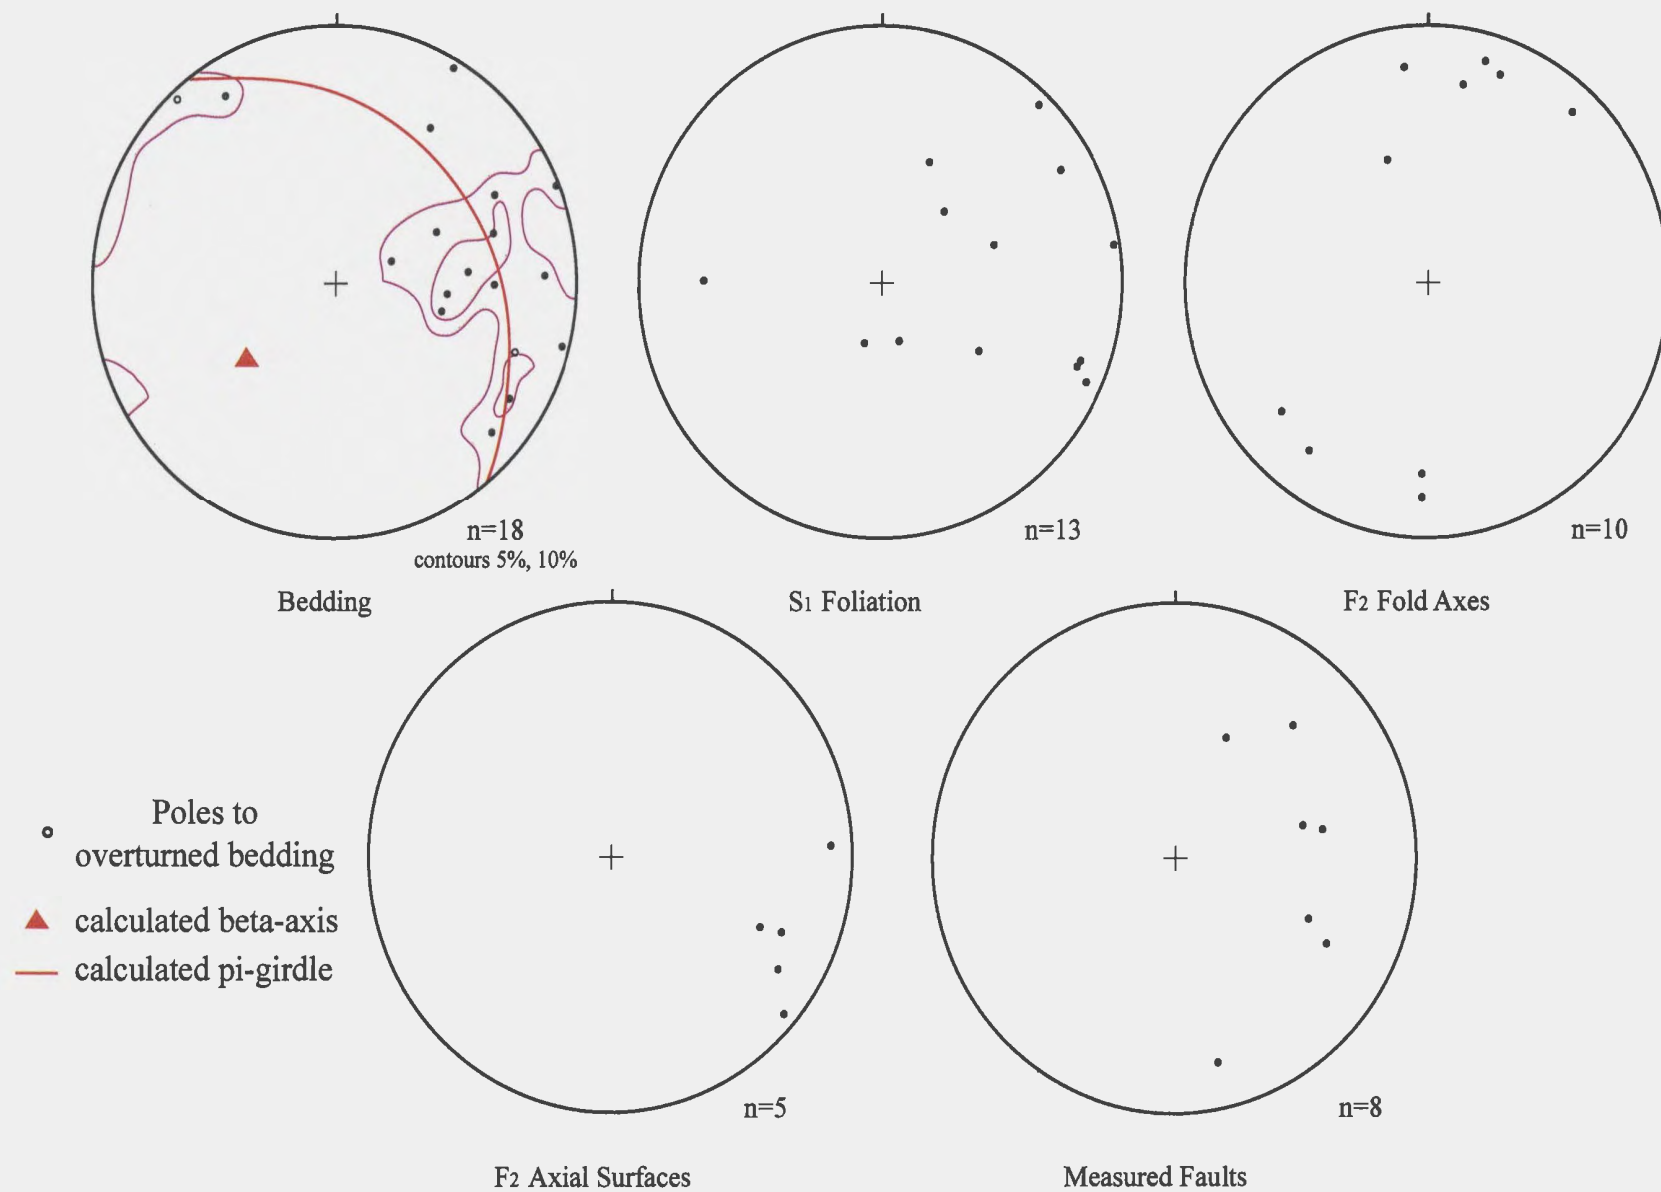 n=18
contours 5%, 10%
Bedding
n=13
S1 Foliation
n=10
F2 Fold Axes
Poles to
overturned bedding
calculated beta-axis
calculated pi-girdle
n=5
F2 Axial Surfaces
n=8
Measured Faults